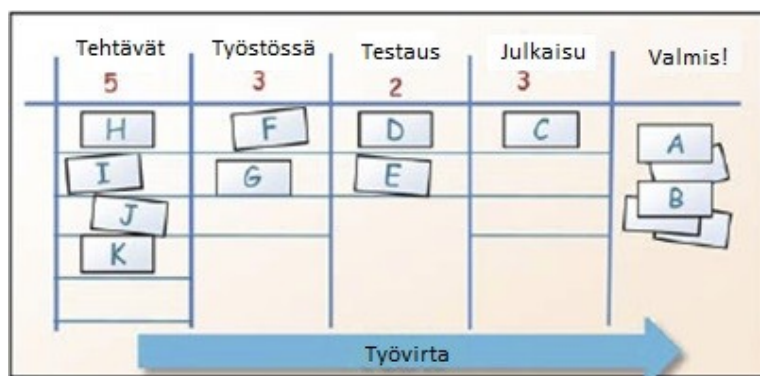 Tehtävät Työstössä Testaus Julkaisu Valmis!
5 3 2 3
H F D C A
I G E
J B
K
Työvirta